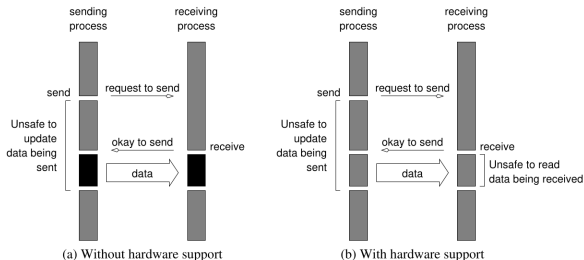 sending
process
receiving
process
send
request to send
Unsafe to
update
data being
sent
okay to send
receive
data
(a) Without hardware support
sending
process
receiving
process
send
request to send
Unsafe to
update
data being
sent
okay to send
receive
data
Unsafe to read
data being received
(b) With hardware support